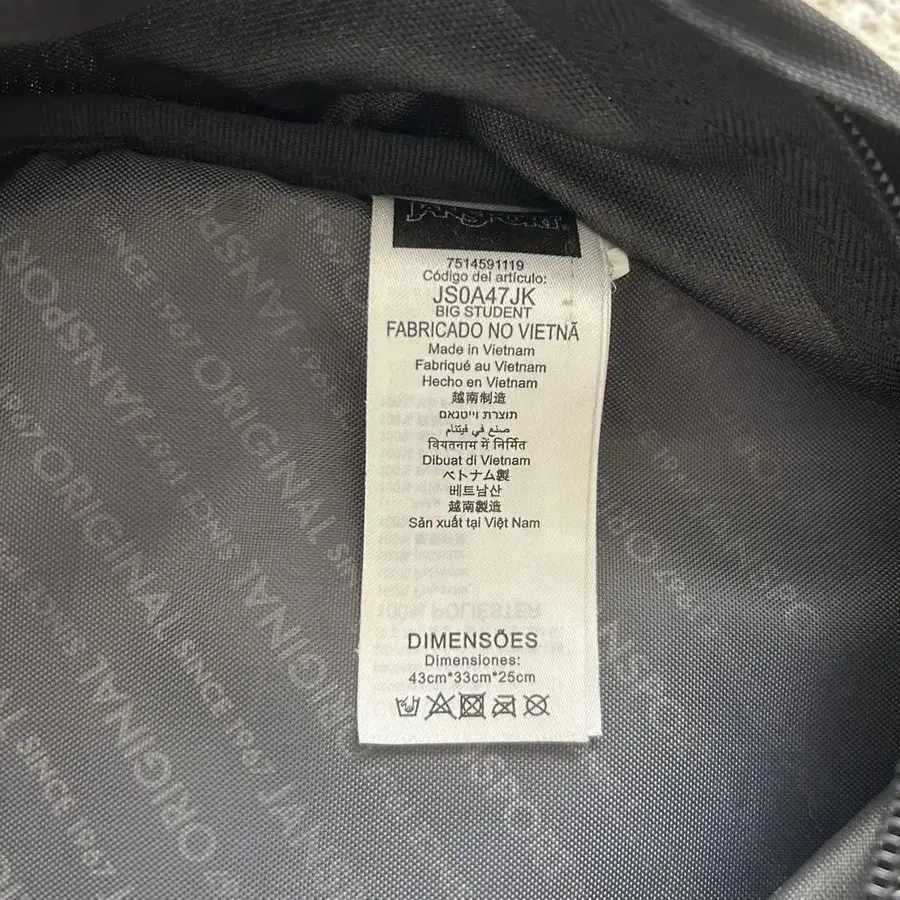 JANSPORT
7514591119
Código del artículo:
JS0A47JK
BIG STUDENT
FABRICADO NO VIETNÃ
Made in Vietnam
Fabriqué au Vietnam
Hecho en Vietnam
越南制造
תוצרת וייטנאם
صنع في فيتنام
वियतनाम में निर्मित
Dibuat di Vietnam
ベトナム製
베트남산
越南製造
Sản xuất tại Việt Nam
100% POLIÉSTER
DIMENSÕES
Dimensiones:
43cm*33cm*25cm
JANSPORT
ORIGINAL
SINCE 1967